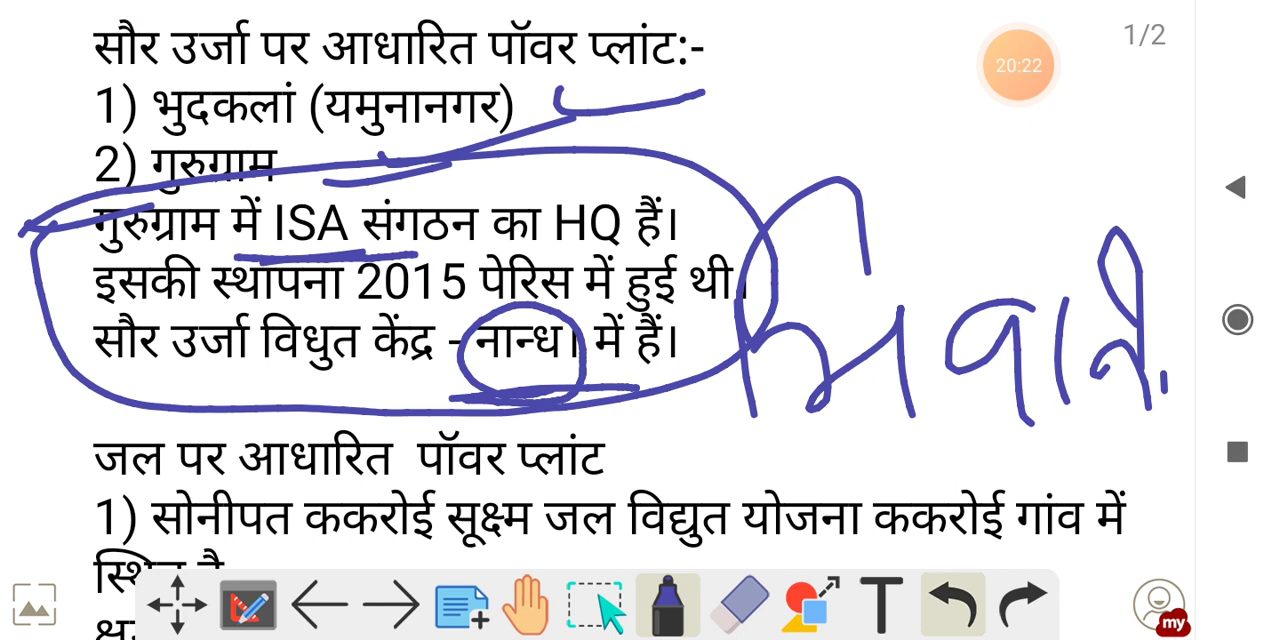 सौर उर्जा पर आधारित पॉवर प्लांट:-
1/2
20:22
1) भुदकलां (यमुनानगर)
2) गुरुग्राम
गुरुग्राम में ISA संगठन का HQ हैं।
इसकी स्थापना 2015 पेरिस में हुई थी।
सौर उर्जा विधुत केंद्र - नान्ध। में हैं।
भिवानी
जल पर आधारित पॉवर प्लांट
1) सोनीपत ककरोई सूक्ष्म जल विद्युत योजना ककरोई गांव में
T
my